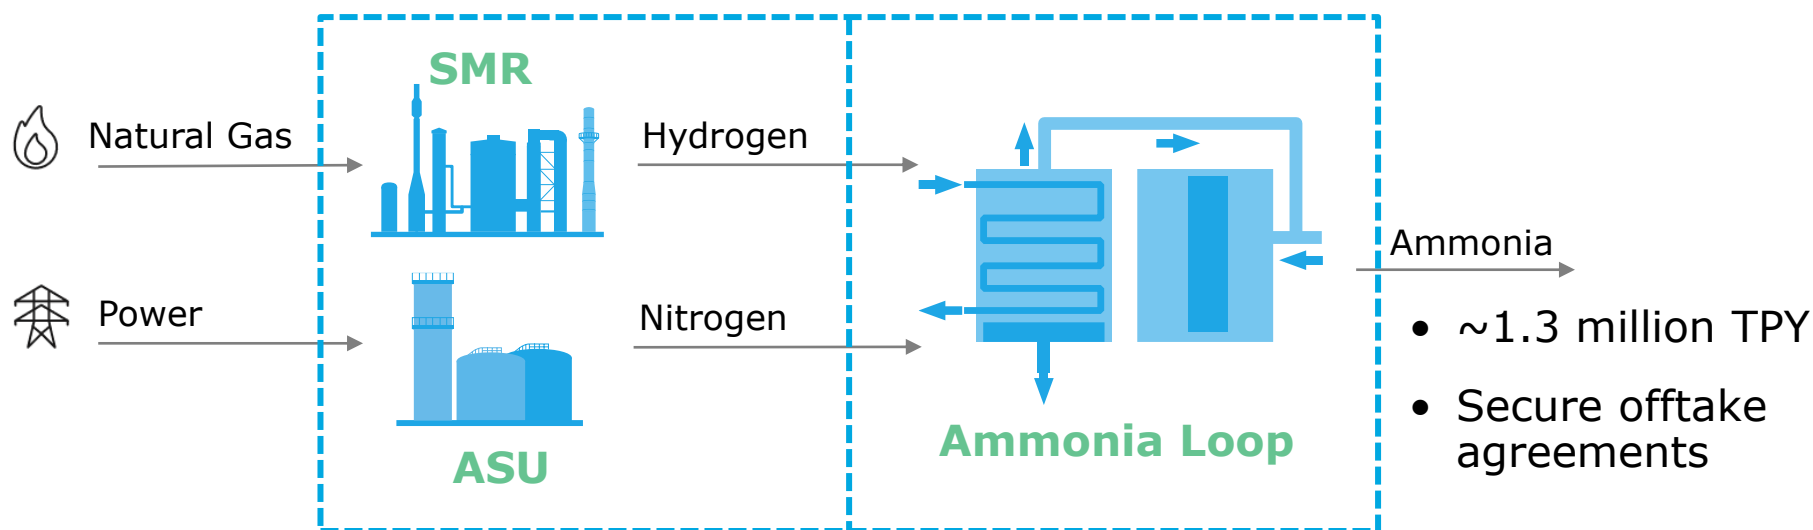 SMR
Natural Gas
Hydrogen
Ammonia
Power
Nitrogen
• ~1.3 million TPY
• Secure offtake
agreements
Ammonia Loop
ASU